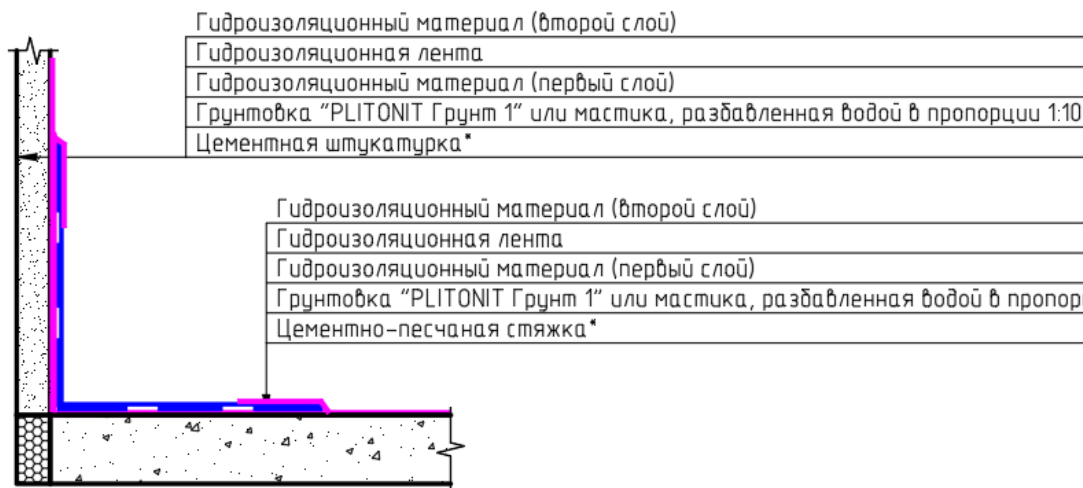 Гидроизоляционный материал (второй слой)
Гидроизоляционная лента
Гидроизоляционный материал (первый слой)
Грунтовка "PLITONIT Грунт 1" или мастика, разбавленная водой в пропорции 1:10
Цементная штукатурка*
Гидроизоляционный материал (второй слой)
Гидроизоляционная лента
Гидроизоляционный материал (первый слой)
Грунтовка "PLITONIT Грунт 1" или мастика, разбавленная водой в
Цементно-песчаная стяжка*